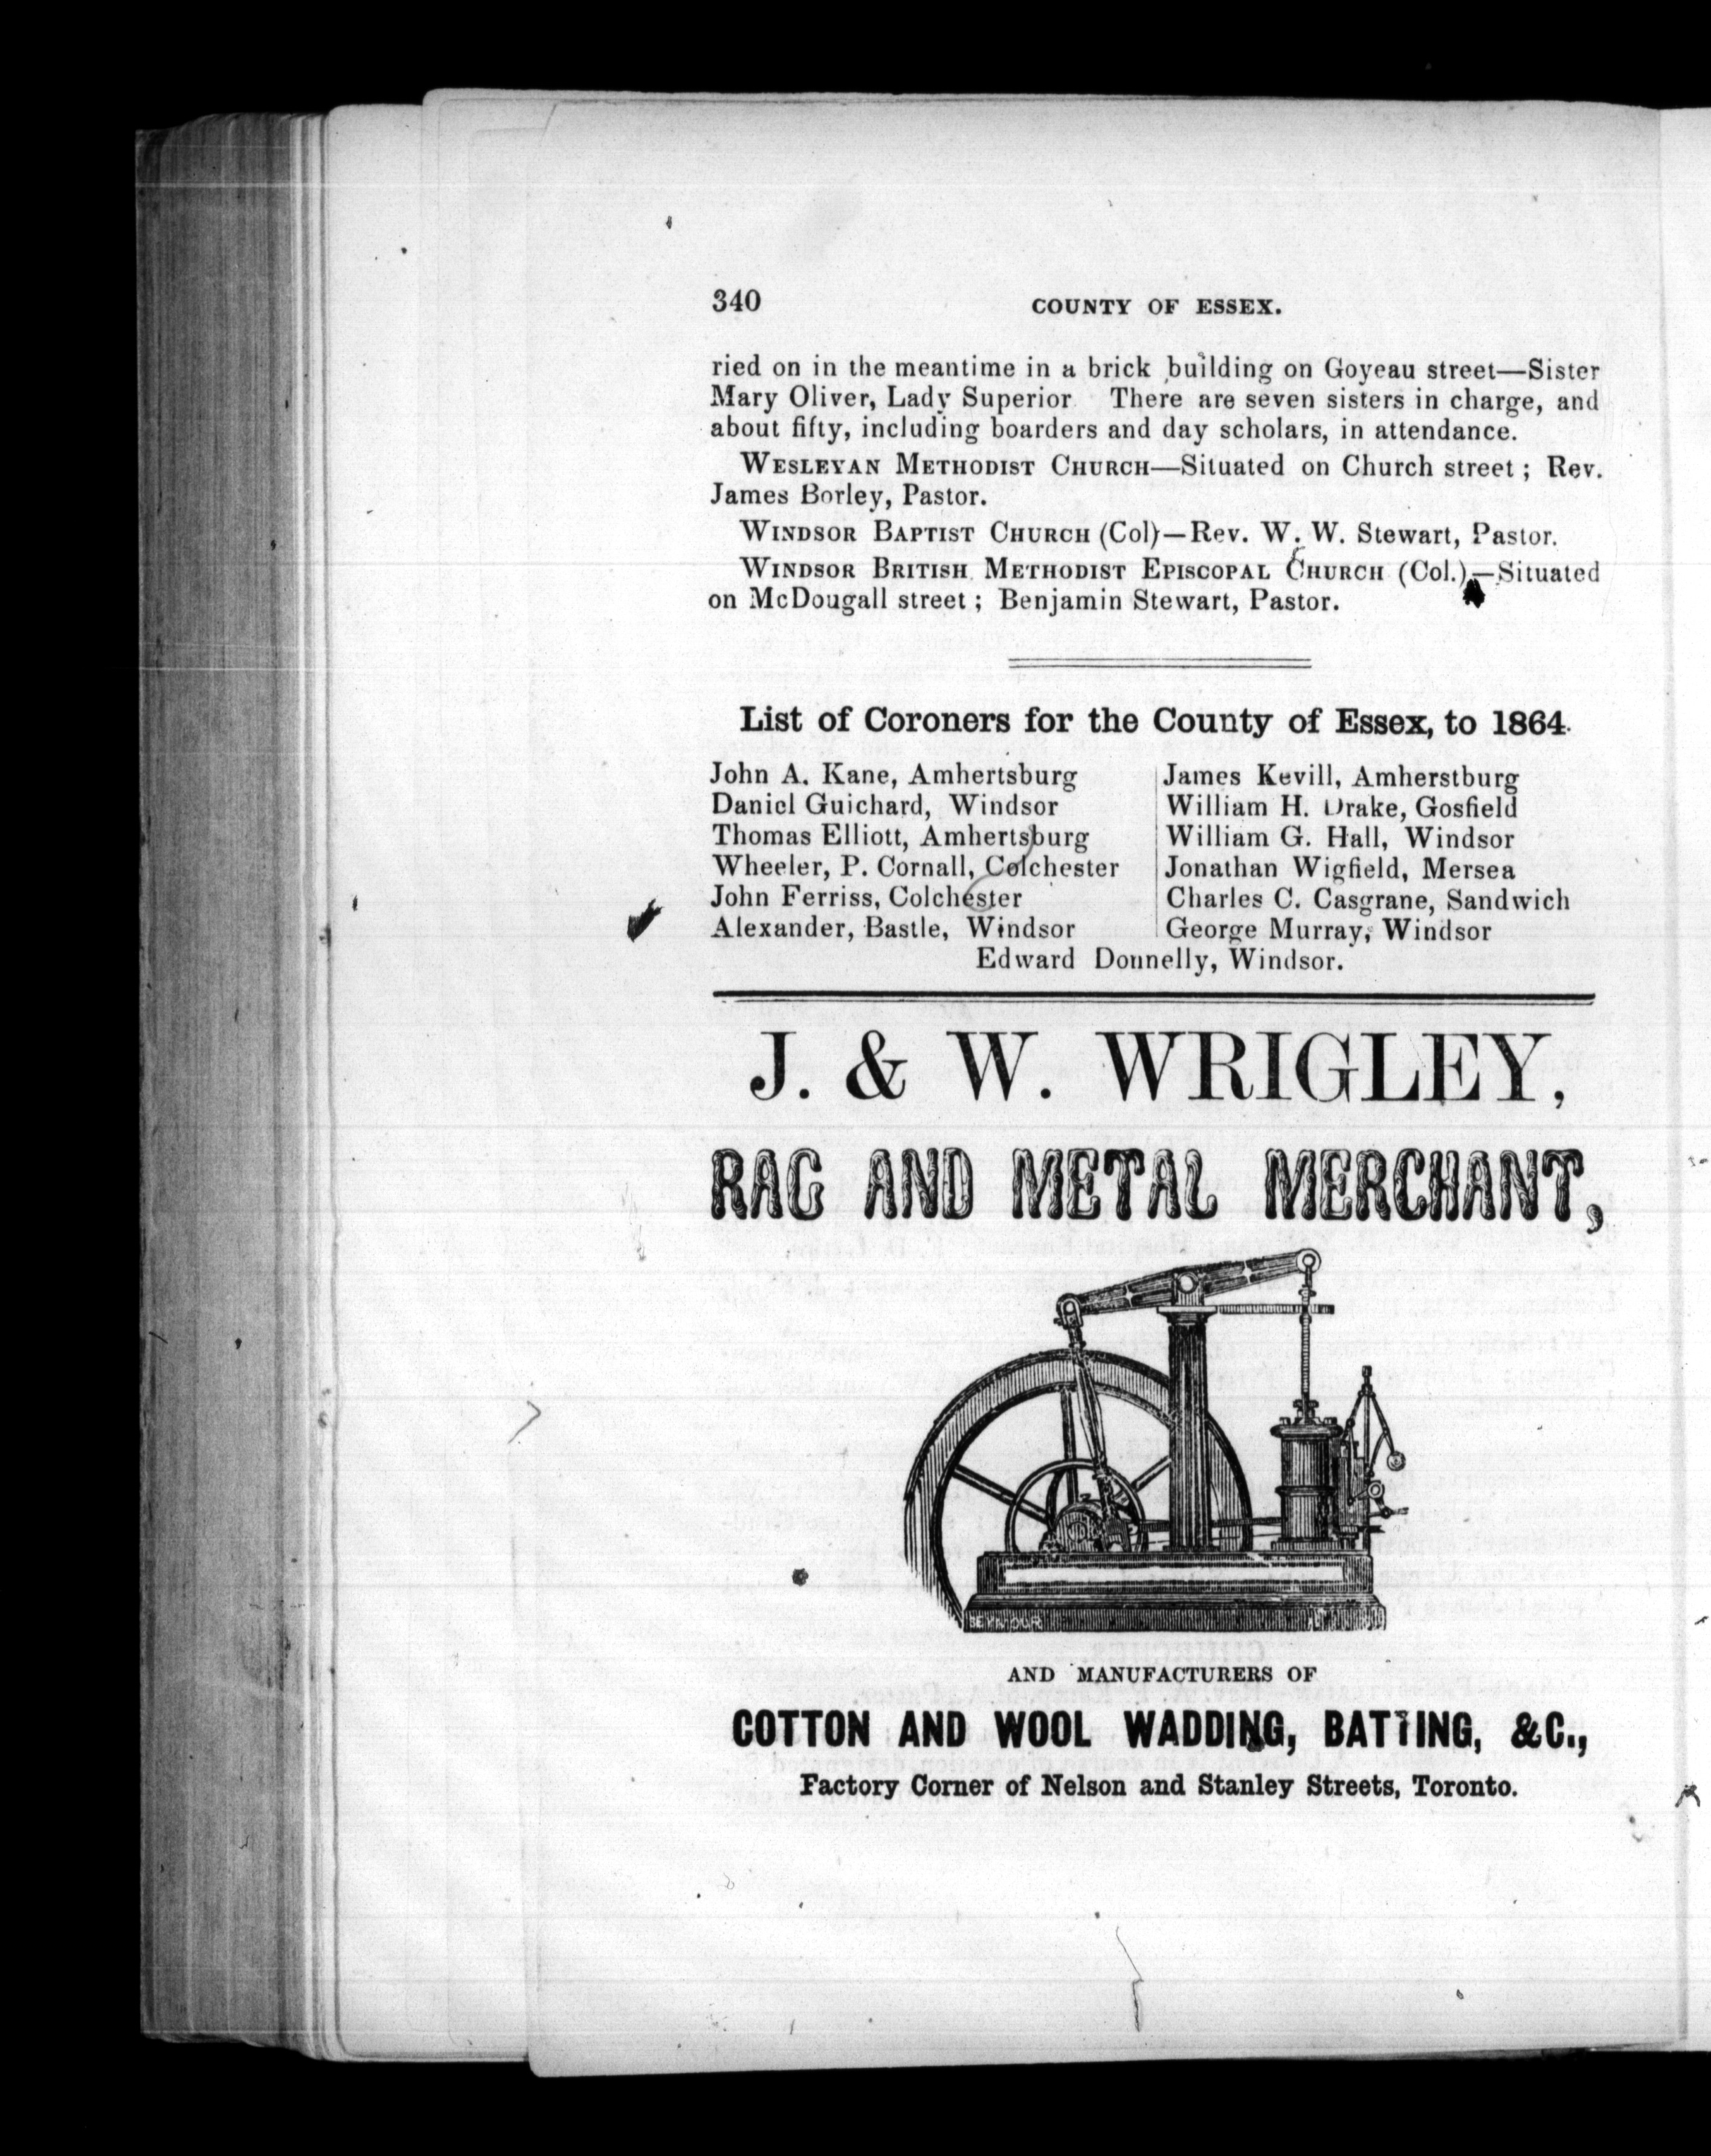 340 COUNTY OF ESSEX.
ried on in the meantime in a brick building on Goyeau street—Sister
Mary Oliver, Lady Superior There are seven sisters in charge, and
about fifty, including boarders and day scholars, in attendance.
WESLEYAN METHODIST CHURCH—Situated on Church street; Rev.
James Borley, Pastor.
WINDSOR BAPTIST CHURCH (Col)—Rev. W. W. Stewart, Pastor.
WINDSOR BRITISH METHODIST EPISCOPAL CHURCH (Col.)—Situated
on McDougall street; Benjamin Stewart, Pastor.
List of Coroners for the County of Essex, to 1864.
John A. Kane, Amhertsburg
Daniel Guichard, Windsor
Thomas Elliott, Amhertsburg
Wheeler, P. Cornall, Colchester
John Ferriss, Colchester
Alexander, Bastle, Windsor
James Kevill, Amherstburg
William H. Drake, Gosfield
William G. Hall, Windsor
Jonathan Wigfield, Mersea
Charles C. Casgrane, Sandwich
George Murray, Windsor
Edward Donnelly, Windsor.
J. & W. WRIGLEY,
RAG AND METAL MERCHANT,
SEYMOUR
AND MANUFACTURERS OF
COTTON AND WOOL WADDING, BATTING, &C.,
Factory Corner of Nelson and Stanley Streets, Toronto.